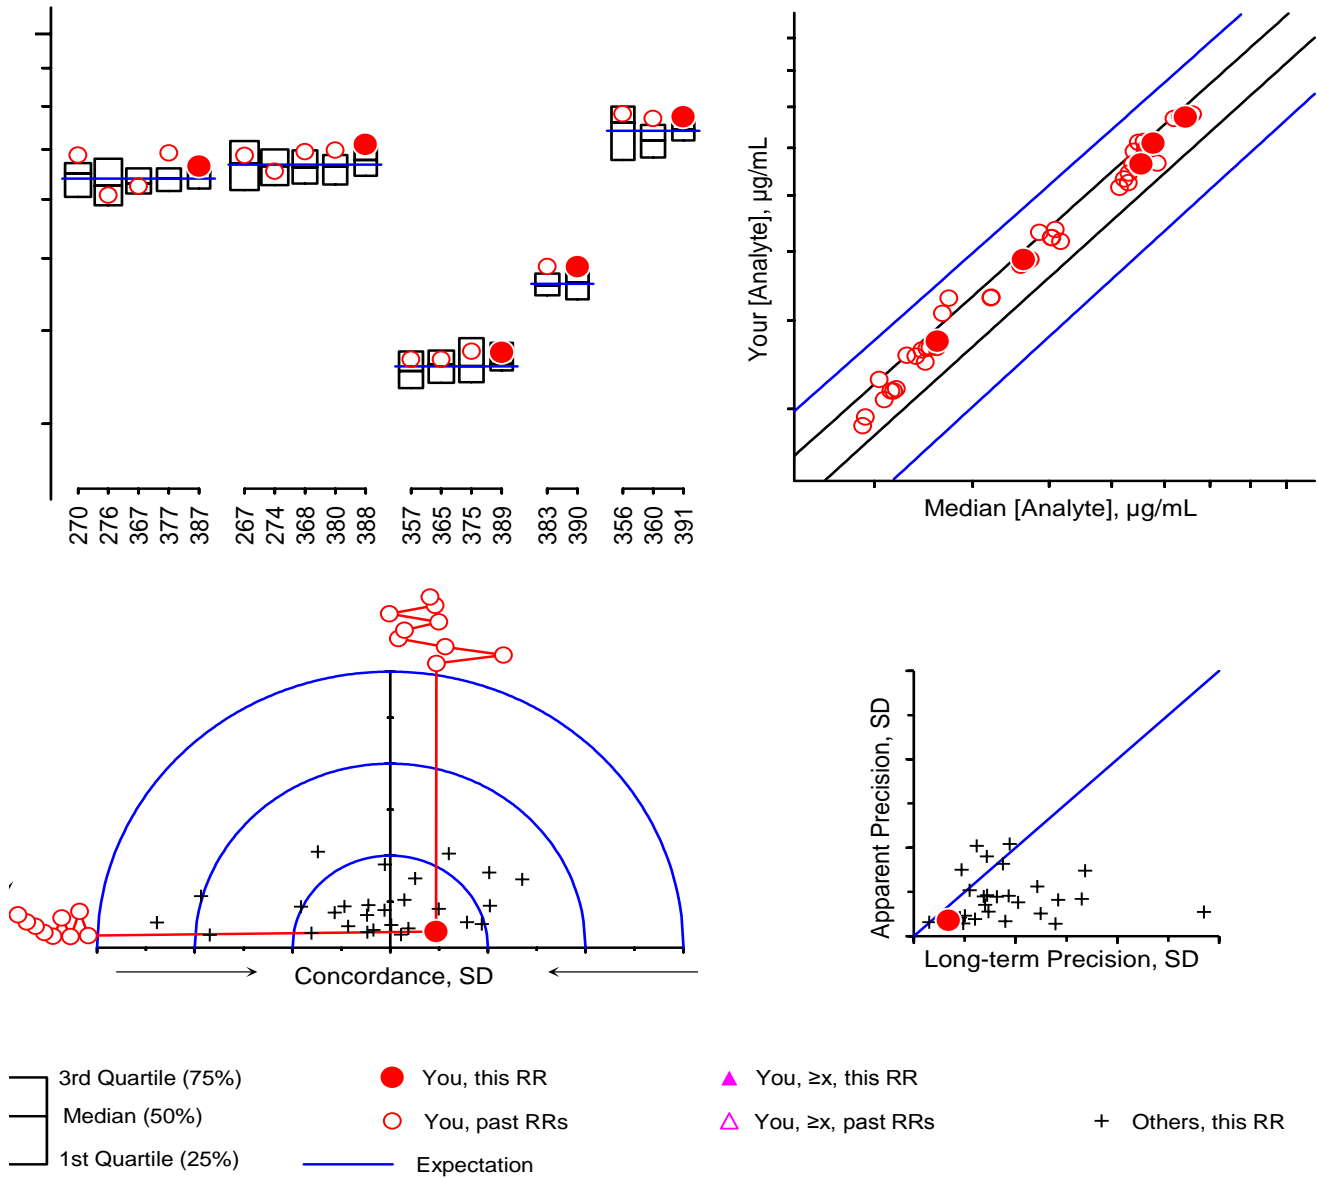 Your [Analyte], µg/mL
270 276 367 377 387 267 274 368 380 388 357 365 375 389 383 390 356 360 391
Median [Analyte], µg/mL
Apparent Precision, SD
Concordance, SD
Long-term Precision, SD
3rd Quartile (75%)
Median (50%)
1st Quartile (25%)
You, this RR
You, past RRs
Expectation
You, ≥x, this RR
You, ≥x, past RRs
Others, this RR